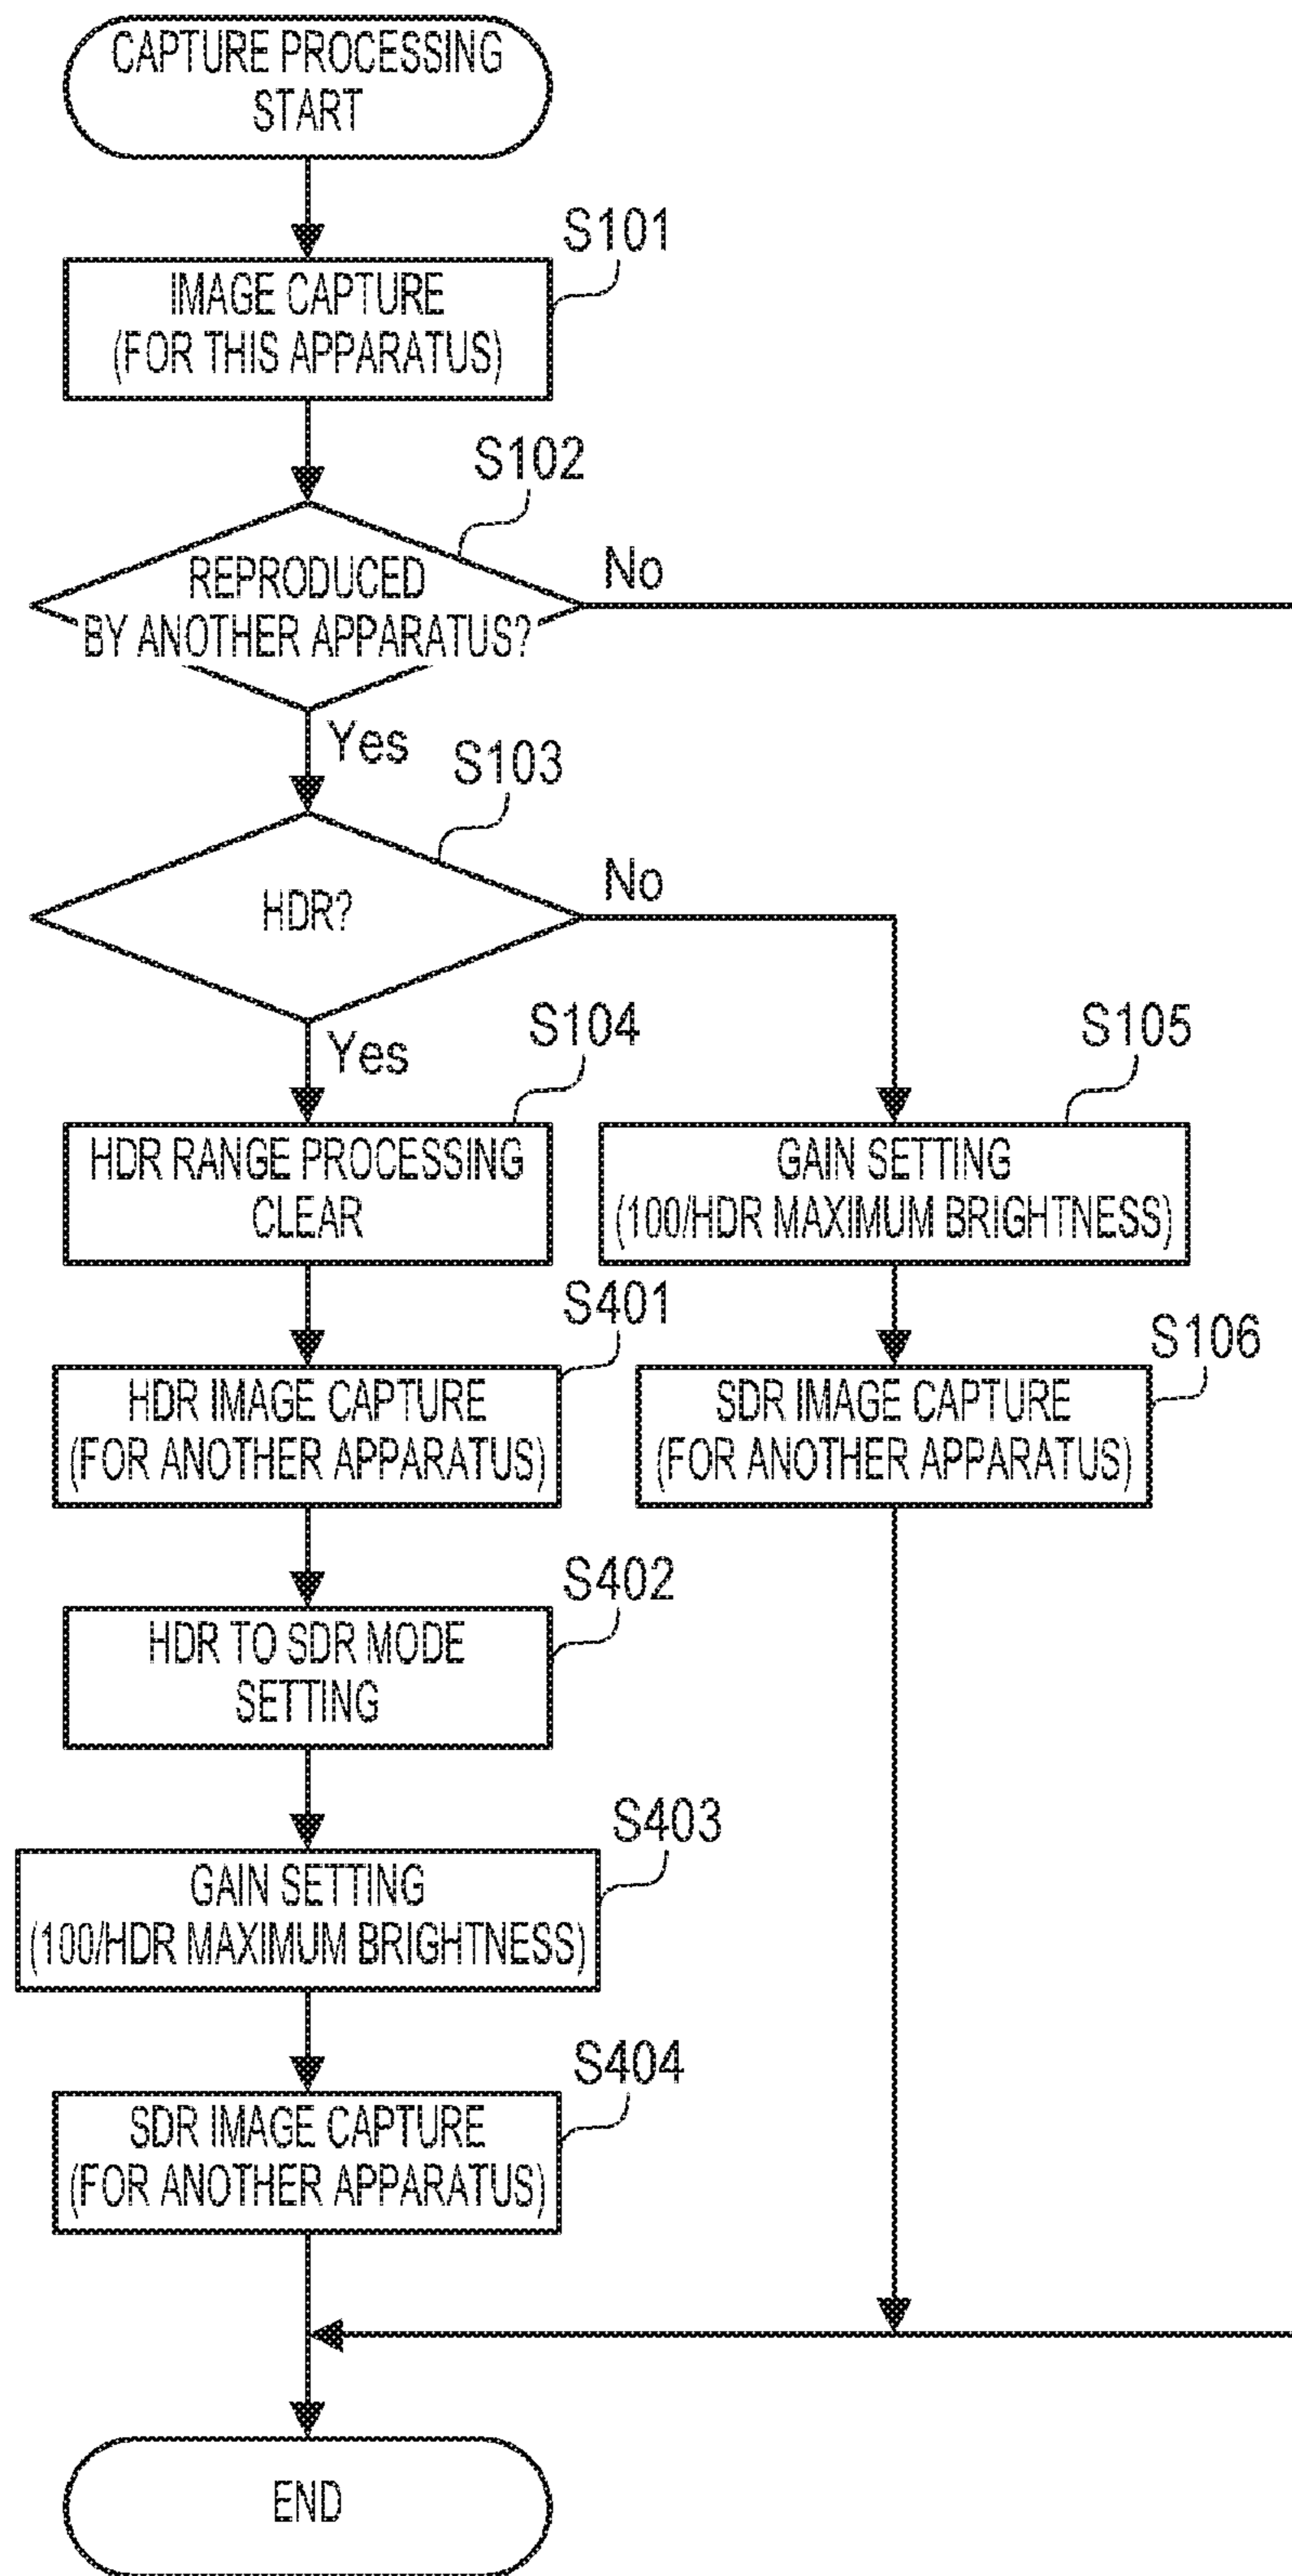 CAPTURE PROCESSING
START
S101
IMAGE CAPTURE
(FOR THIS APPARATUS)
S102
REPRODUCED
BY ANOTHER APPARATUS?
No
Yes
S103
HDR?
No
Yes
S104
HDR RANGE PROCESSING
CLEAR
S105
GAIN SETTING
(100/HDR MAXIMUM BRIGHTNESS)
S401
HDR IMAGE CAPTURE
(FOR ANOTHER APPARATUS)
S106
SDR IMAGE CAPTURE
(FOR ANOTHER APPARATUS)
S402
HDR TO SDR MODE
SETTING
S403
GAIN SETTING
(100/HDR MAXIMUM BRIGHTNESS)
S404
SDR IMAGE CAPTURE
(FOR ANOTHER APPARATUS)
END